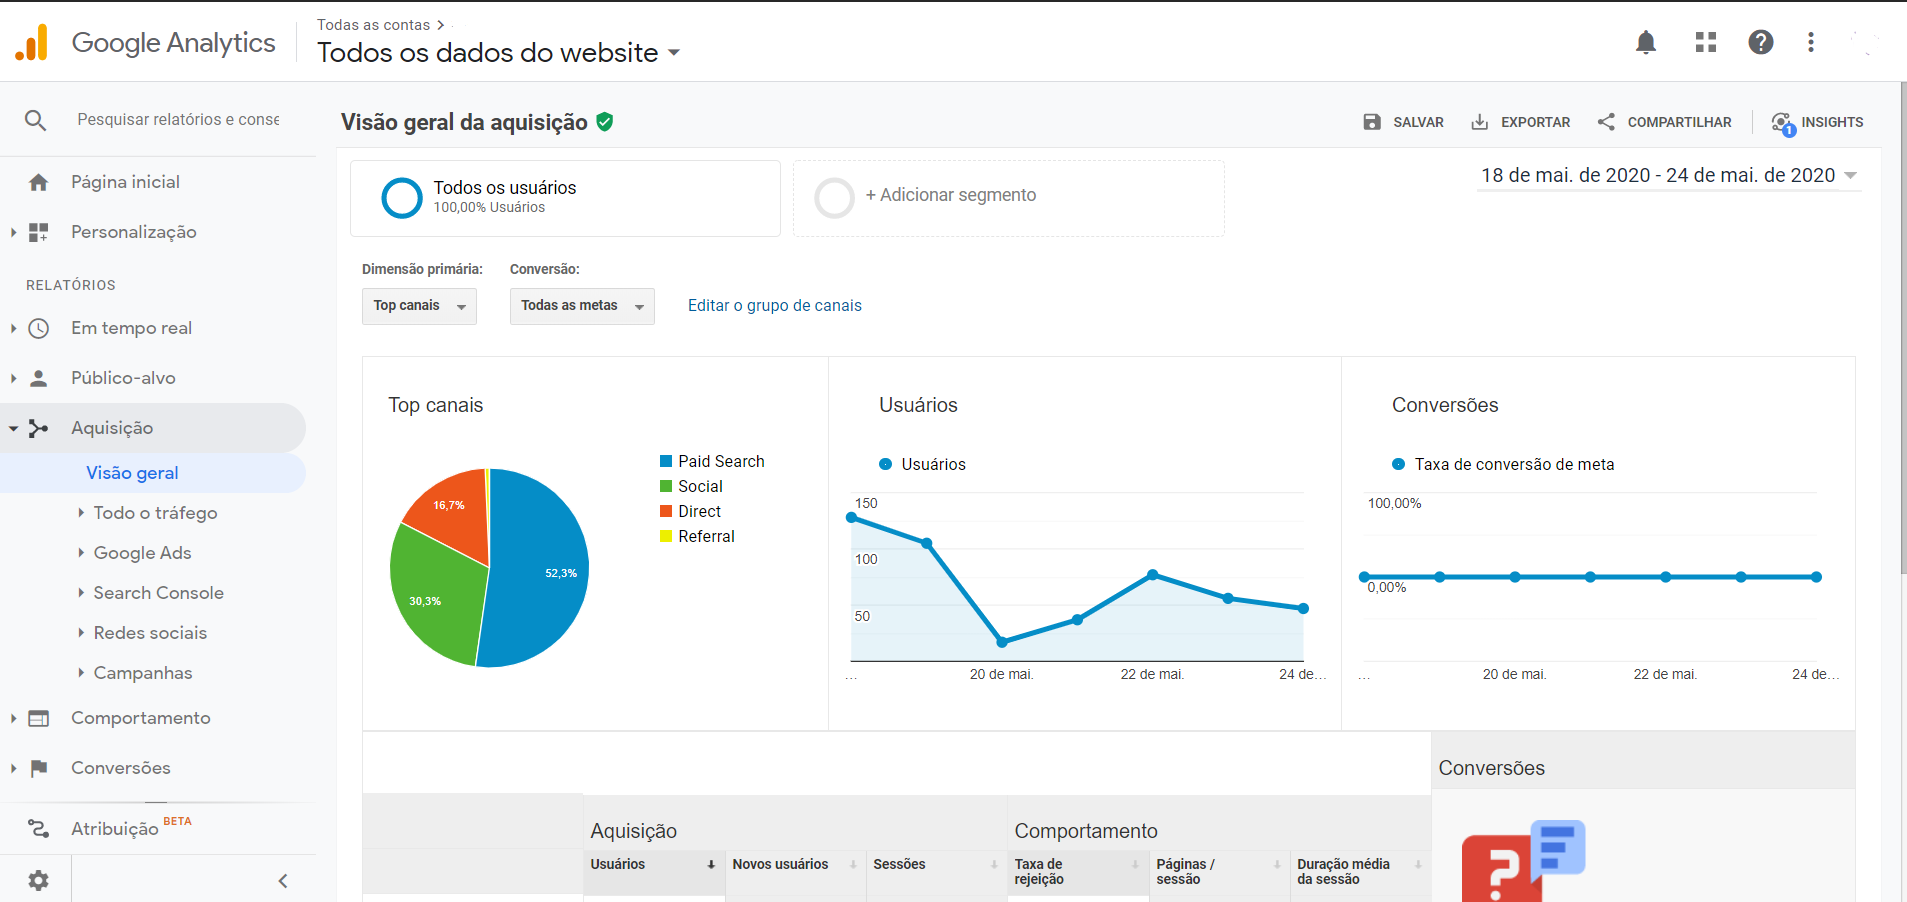 Google Analytics
Todas as contas
Todos os dados do website
Pesquisar relatórios e conse
Visão geral da aquisição
SALVAR
EXPORTAR
COMPARTILHAR
1
INSIGHTS
Página inicial
Personalização
RELATÓRIOS
Em tempo real
Público-alvo
Aquisição
Visão geral
Todo o tráfego
Google Ads
Search Console
Redes sociais
Campanhas
Comportamento
Conversões
Atribuição BETA
Todos os usuários
100,00% Usuários
+ Adicionar segmento
18 de mai. de 2020 - 24 de mai. de 2020
Dimensão primária:
Conversão:
Top canais
Todas as metas
Editar o grupo de canais
Top canais
16,7%
52,3%
30,3%
Paid Search
Social
Direct
Referral
Usuários
Usuários
150
100
50
...
20 de mai.
22 de mai.
24 de...
Conversões
Taxa de conversão de meta
100,00%
0,00%
...
20 de mai.
22 de mai.
24 de...
Conversões
Aquisição
Comportamento
Usuários
Novos usuários
Sessões
Taxa de
rejeição
Páginas /
sessão
Duração média
da sessão
?